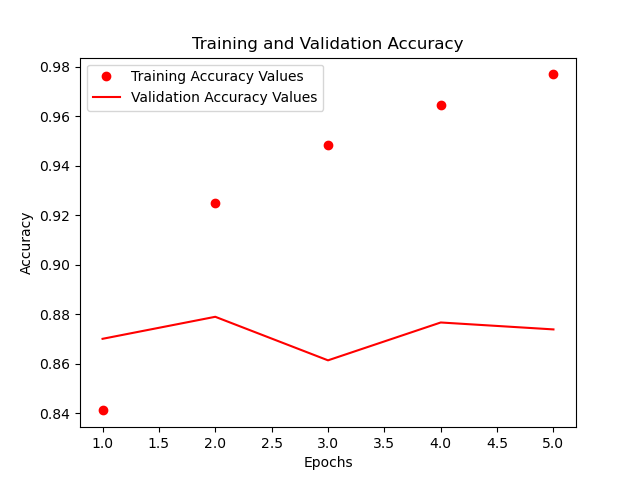 Training and Validation Accuracy
Training Accuracy Values
Validation Accuracy Values
0.98
0.96
0.94
0.92
0.90
0.88
0.86
0.84
Accuracy
1.0 1.5 2.0 2.5 3.0 3.5 4.0 4.5 5.0
Epochs